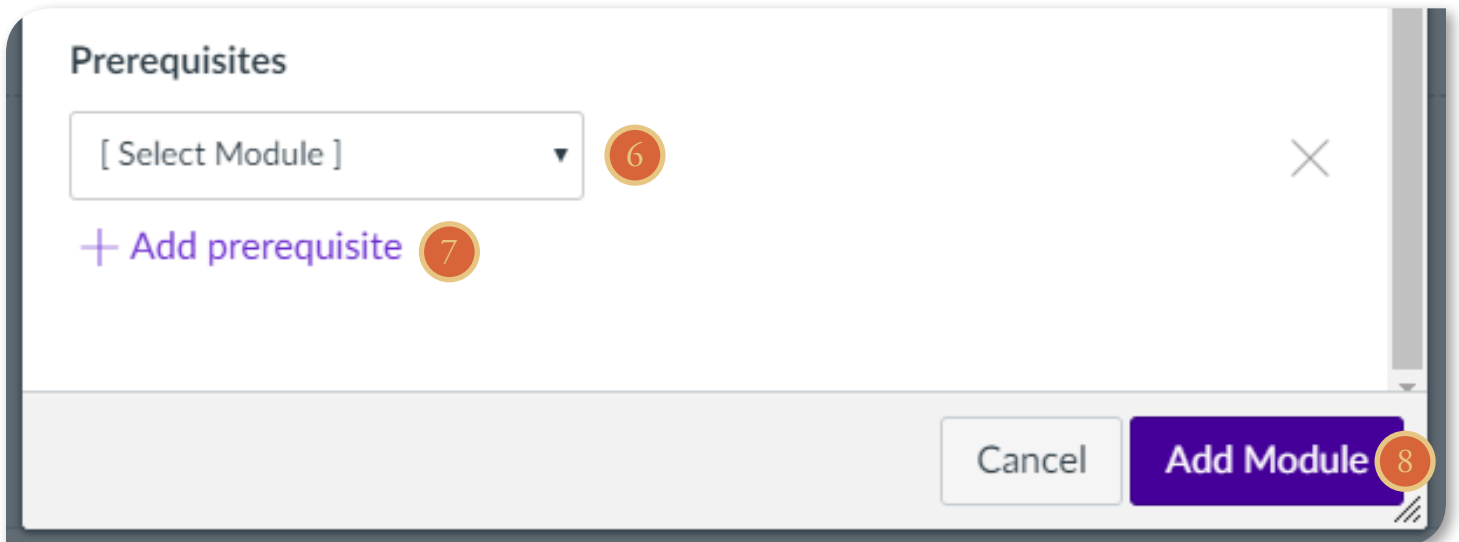 Prerequisites
[ Select Module ] 6
+ Add prerequisite 7
Cancel Add Module 8